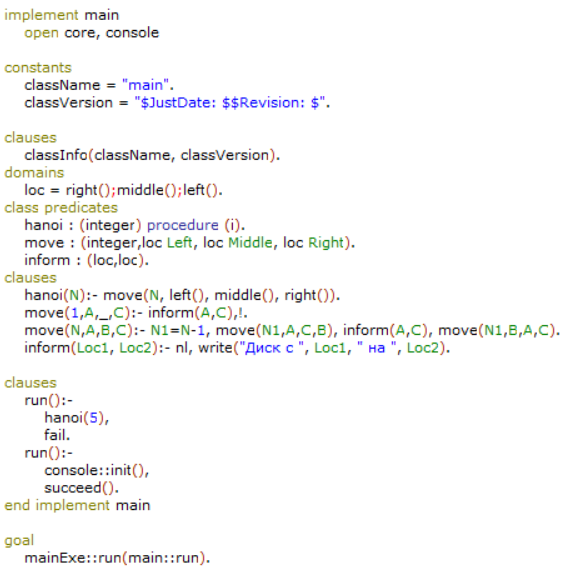 implement main
open core, console
constants
className = "main".
classVersion = "$JustDate: $$Revision: $".
clauses
classInfo(className, classVersion).
domains
loc = right();middle();left().
class predicates
hanoi : (integer) procedure (i).
move : (integer,loc Left, loc Middle, loc Right).
inform : (loc,loc).
clauses
hanoi(N):- move(N, left(), middle(), right()).
move(1,A,_,C):- inform(A,C),!.
move(N,A,B,C):- N1=N-1, move(N1,A,C,B), inform(A,C), move(N1,B,A,C).
inform(Loc1, Loc2):- nl, write("Диск с ", Loc1, " на ", Loc2).
clauses
run():-
hanoi(5),
fail.
run():-
console::init(),
succeed().
end implement main
goal
mainExe::run(main::run).